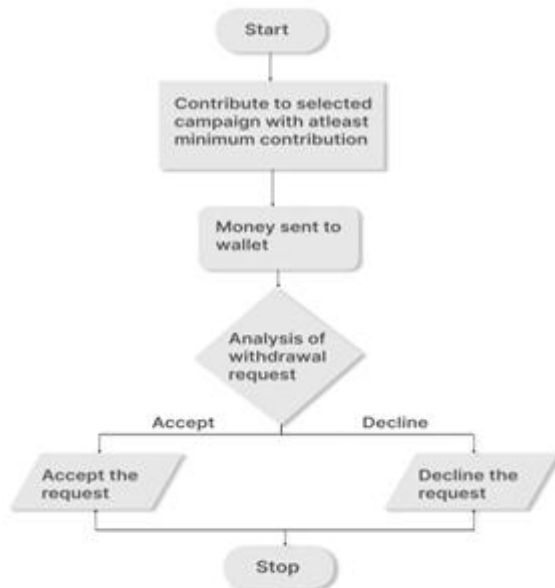 Start
Contribute to selected
campaign with atleast
minimum contribution
Money sent to
wallet
Analysis of
withdrawal
request
Accept
Decline
Accept the
request
Decline the
request
Stop